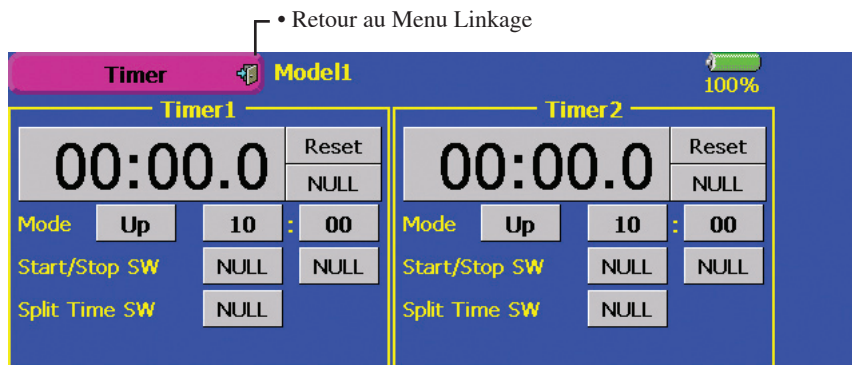 • Retour au Menu Linkage
Timer Model1 100%
Timer1 Timer2
00:00.0 Reset 00:00.0 Reset
NULL NULL
Mode Up 10 : 00 Mode Up 10 : 00
Start/Stop SW NULL NULL Start/Stop SW NULL NULL
Split Time SW NULL Split Time SW NULL